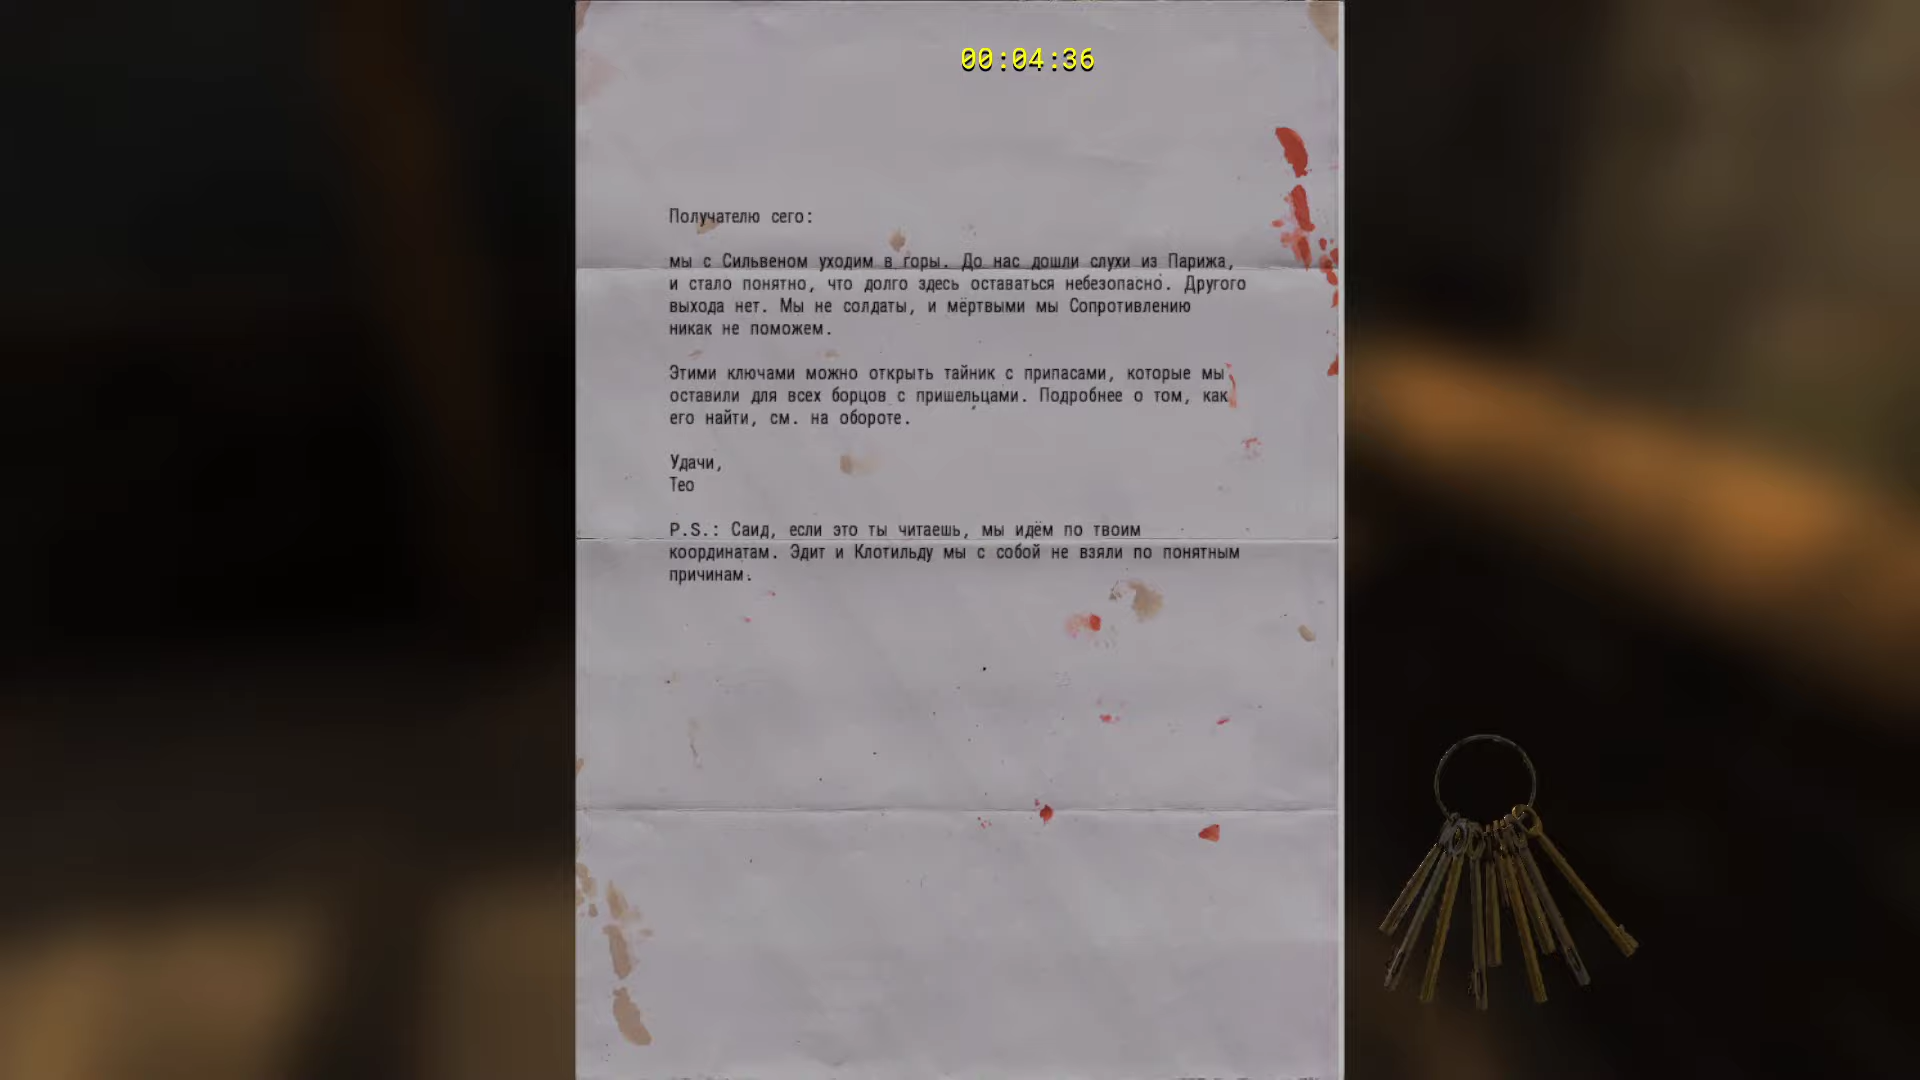 00:04:36
Получателю сего:
мы с Сильвеном уходим в горы. До нас дошли слухи из Парижа,
и стало понятно, что долго здесь оставаться небезопасно. Другого
выхода нет. Мы не солдаты, и мёртвыми мы Сопротивлению
никак не поможем.
Этими ключами можно открыть тайник с припасами, которые мы
оставили для всех борцов с пришельцами. Подробнее о том, как
его найти, см. на обороте.
Удачи,
Тео
P.S.: Саид, если это ты читаешь, мы идём по твоим
координатам. Эдит и Клотильду мы с собой не взяли по понятным
причинам.